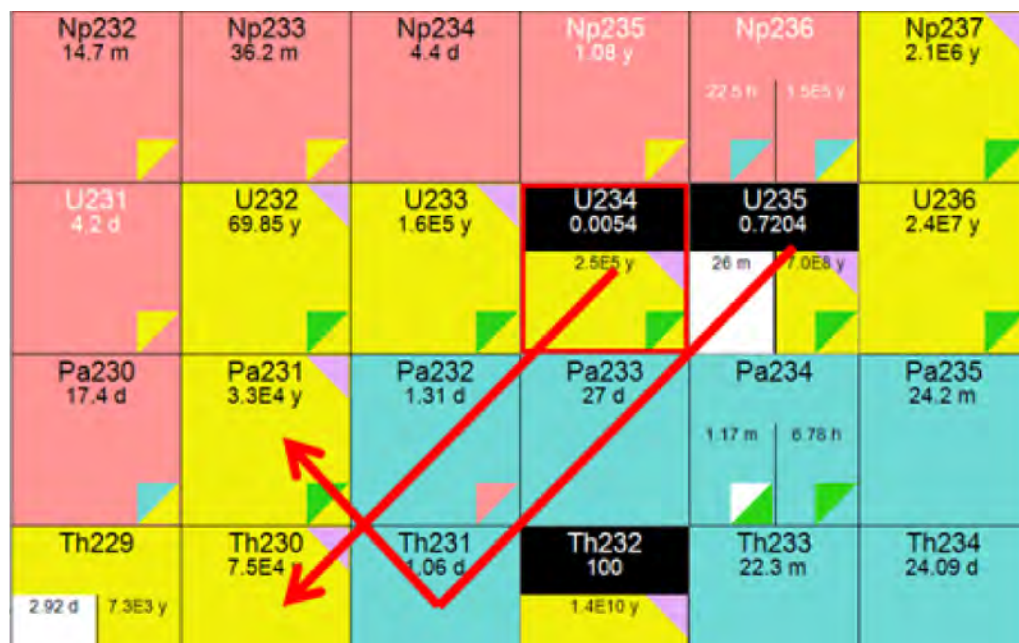 Np232 Np233 Np234 Np235 Np236 Np237
14.7 m 36.2 m 4.4 d 1.08 y 2.1E6 y
22.5 h 1.5E5 y
U231 U232 U233 U234 U235 U236
4.2 d 69.85 y 1.6E5 y 0.0054 0.7204 2.4E7 y
2.5E5 y 26 m 7.0E8 y
Pa230 Pa231 Pa232 Pa233 Pa234 Pa235
17.4 d 3.3E4 y 1.31 d 27 d 24.2 m
1.17 m 6.78 h
Th229 Th230 Th231 Th232 Th233 Th234
7.5E4 1.06 d 100 22.3 m 24.09 d
2.92 d 7.3E3 y 1.4E10 y